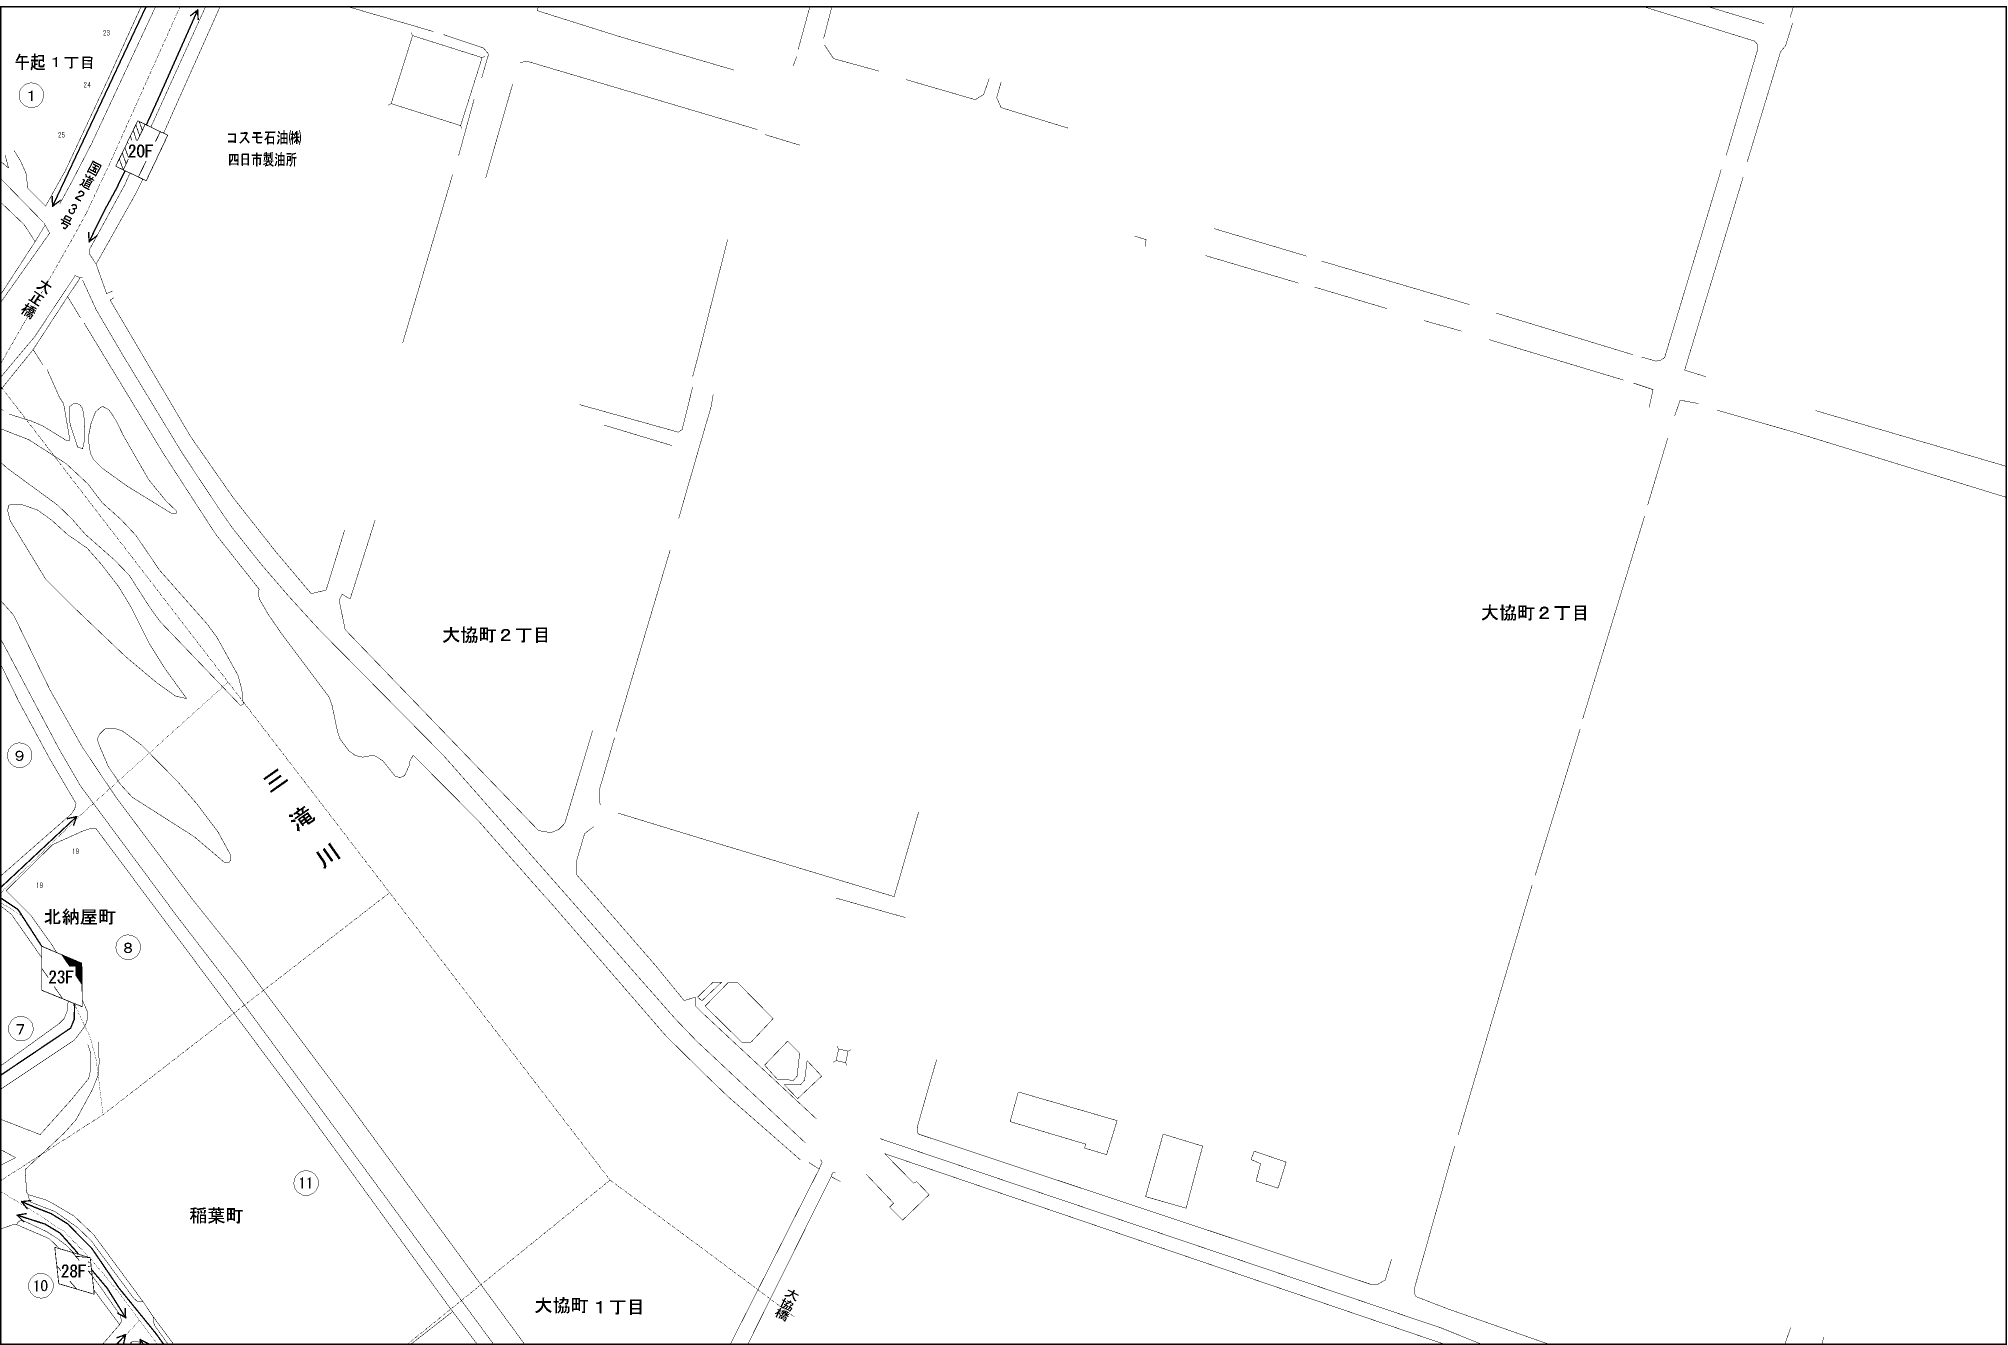 23
午起１丁目
①
24
25
20F
コスモ石油㈱
四日市製油所
国道２３号
大正橋
大協町２丁目
大協町２丁目
⑨
三滝川
19
19
北納屋町
⑧
23F
⑦
⑪
稲葉町
28F
⑩
大協町１丁目
大協橋